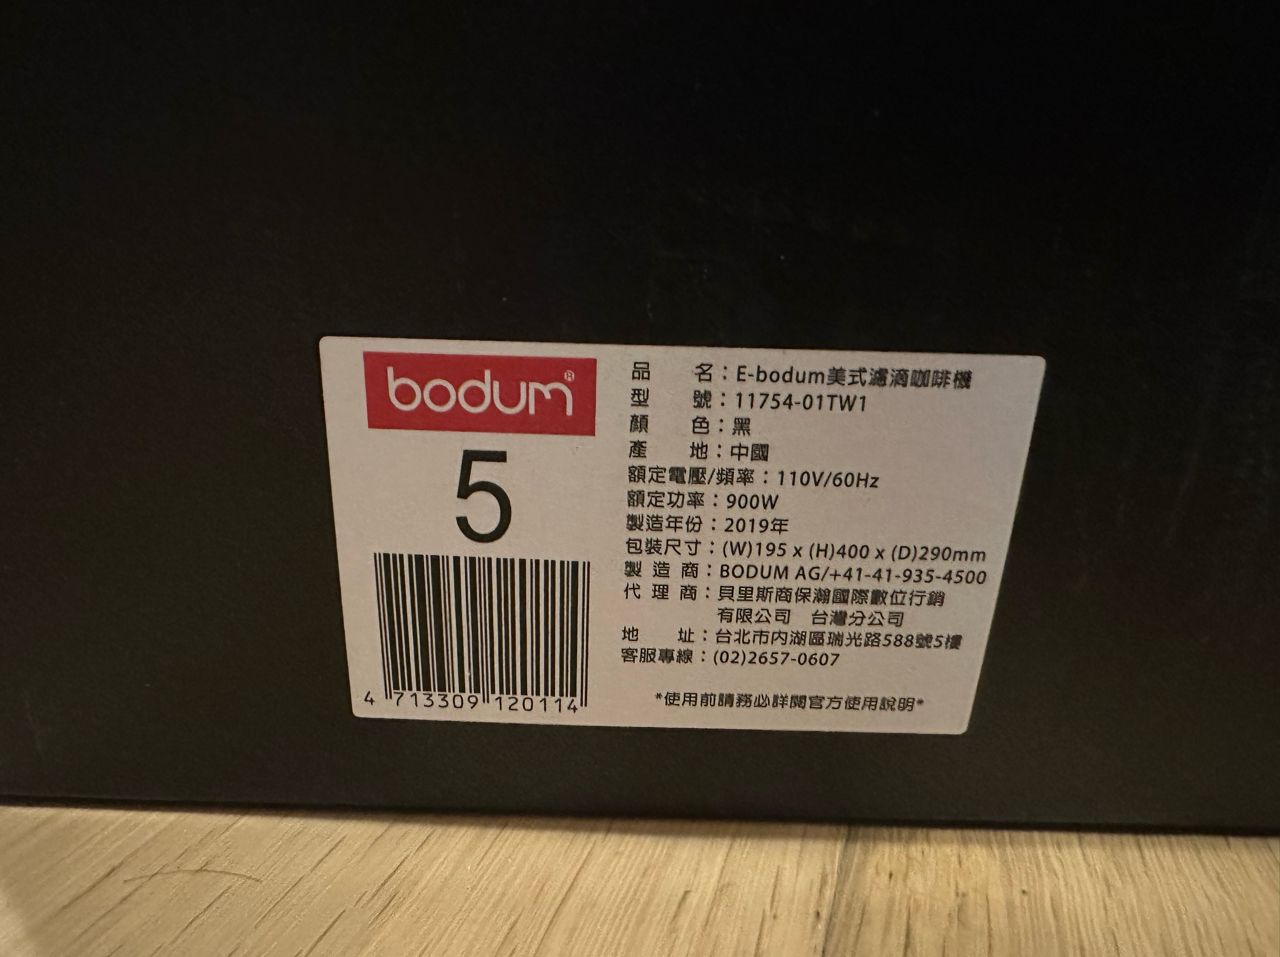 bodum®
5
4 713309 120114
品 名：E-bodum美式濾滴咖啡機
型 號：11754-01TW1
顏 色：黑
產 地：中國
額定電壓/頻率：110V/60Hz
額定功率：900W
製造年份：2019年
包裝尺寸：(W)195 x (H)400 x (D)290mm
製 造 商：BODUM AG/+41-41-935-4500
代 理 商：貝里斯商保瀚國際數位行銷
有限公司 台灣分公司
地 址：台北市內湖區瑞光路588號5樓
客服專線：(02)2657-0607
*使用前請務必詳閱官方使用說明*